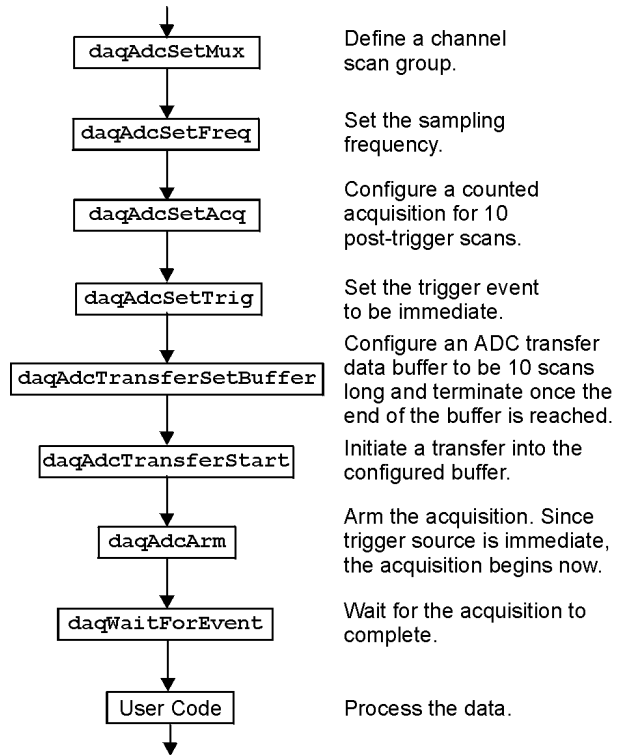 daqAdcSetMux
Define a channel
scan group.
daqAdcSetFreq
Set the sampling
frequency.
daqAdcSetAcq
Configure a counted
acquisition for 10
post-trigger scans.
daqAdcSetTrig
Set the trigger event
to be immediate.
daqAdcTransferSetBuffer
Configure an ADC transfer
data buffer to be 10 scans
long and terminate once the
end of the buffer is reached.
daqAdcTransferStart
Initiate a transfer into the
configured buffer.
daqAdcArm
Arm the acquisition. Since
trigger source is immediate,
the acquisition begins now.
daqWaitForEvent
Wait for the acquisition to
complete.
User Code
Process the data.